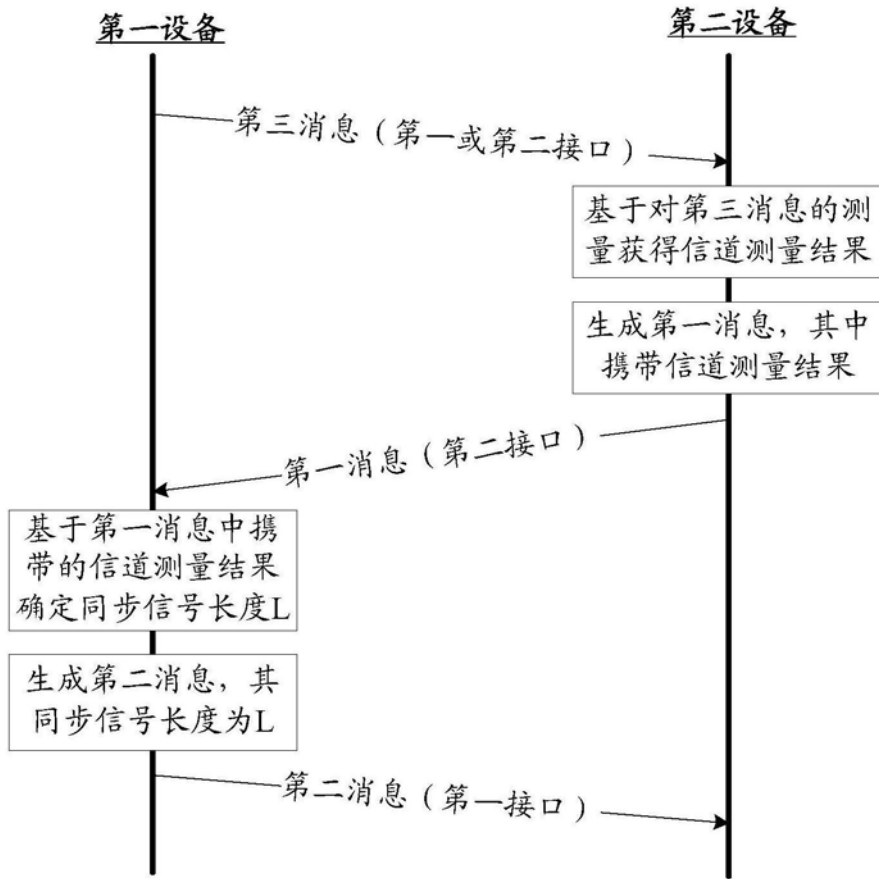 第一设备
第二设备
第三消息（第一或第二接口）
基于对第三消息的测
量获得信道测量结果
生成第一消息，其中
携带信道测量结果
第一消息（第二接口）
基于第一消息中携
带的信道测量结果
确定同步信号长度L
生成第二消息，其
同步信号长度为L
第二消息（第一接口）